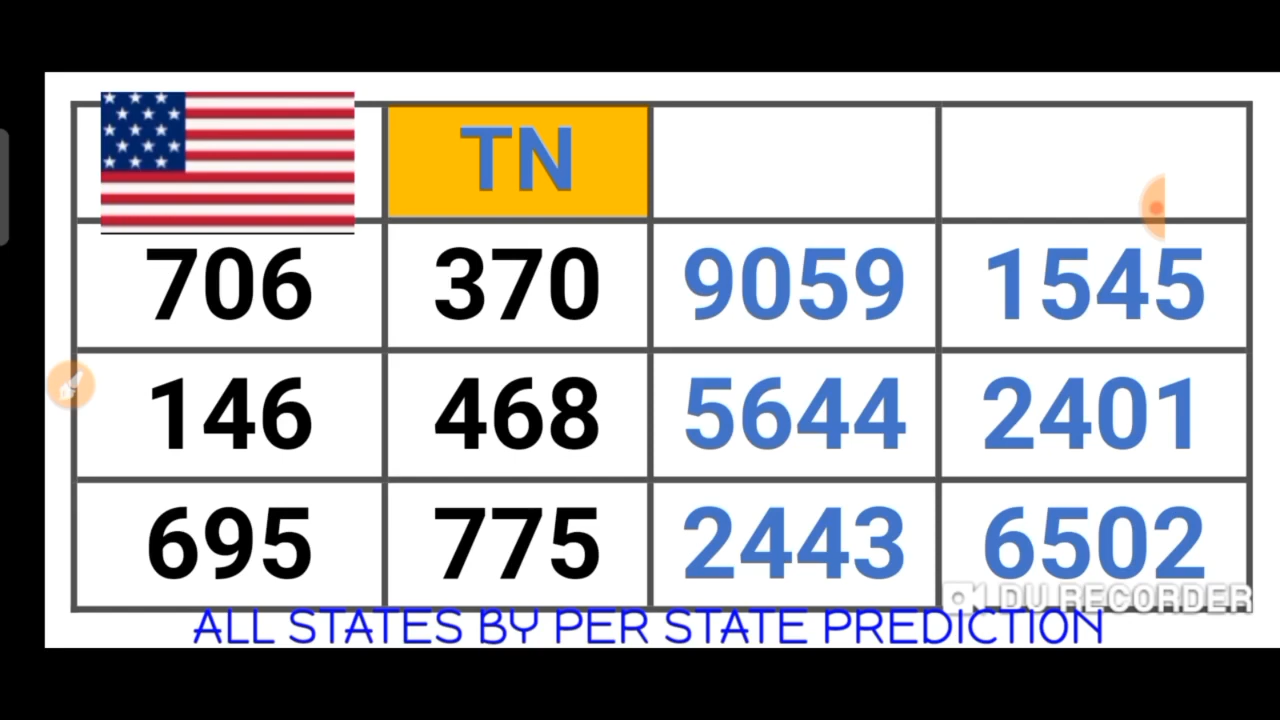 TN
706 370 9059 1545
146 468 5644 2401
695 775 2443 6502
DU RECORDER
ALL STATES BY PER STATE PREDICTION